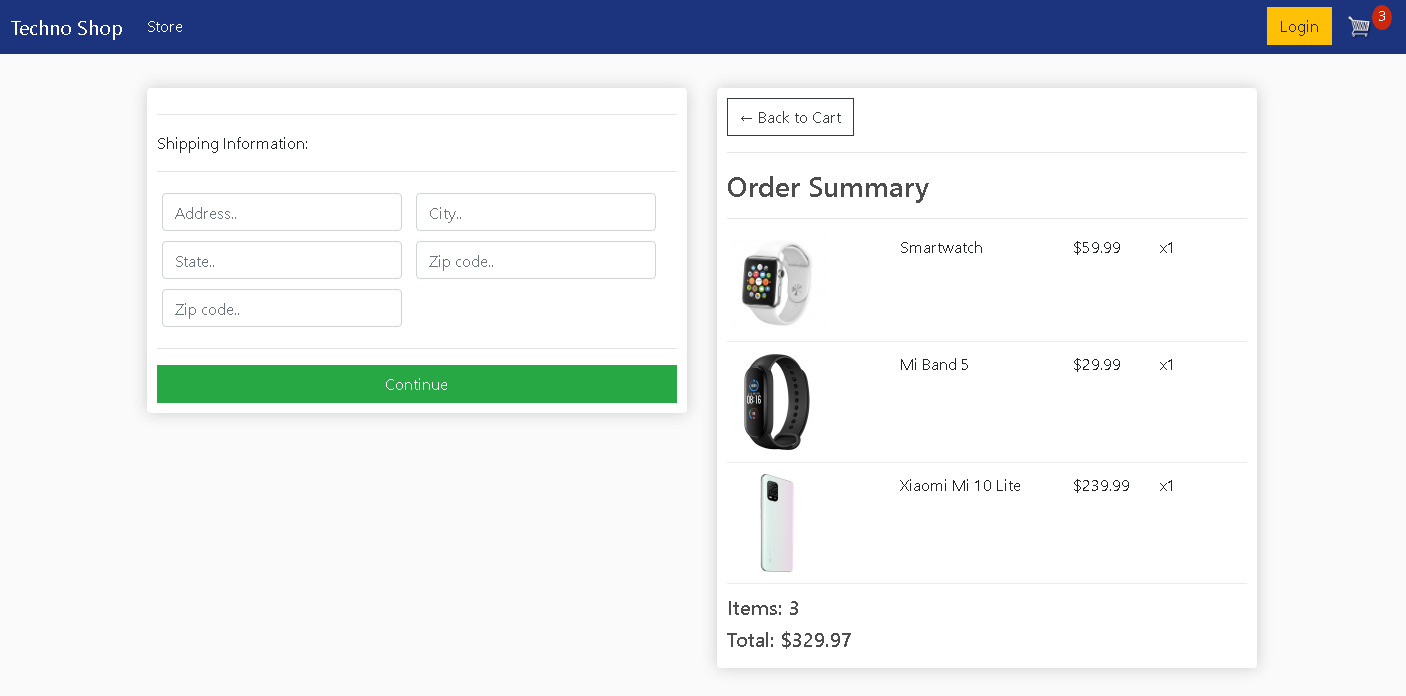 Techno Shop Store Login 3
Shipping Information:
Address.. City..
State.. Zip code..
Zip code..
Continue
← Back to Cart
Order Summary
Smartwatch $59.99 x1
Mi Band 5 $29.99 x1
08:16
Xiaomi Mi 10 Lite $239.99 x1
Items: 3
Total: $329.97